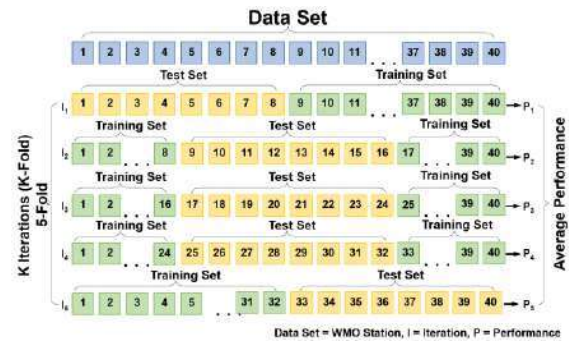 Data Set
1 2 3 4 5 6 7 8 9 10 11 . . . 37 38 39 40
Test Set Training Set
I₁ 1 2 3 4 5 6 7 8 9 10 11 . . . 37 38 39 40 P₁
Training Set Test Set Training Set
I₂ 1 2 . . . 8 9 10 11 12 13 14 15 16 17 . . . 39 40 P₂
Training Set Test Set Training Set
I₃ 1 2 . . . 16 17 18 19 20 21 22 23 24 25 . . . 39 40 P₃
Training Set Test Set Training Set
I₄ 1 2 . . . 24 25 26 27 28 29 30 31 32 33 . . . 39 40 P₄
Training Set Test Set
I₅ 1 2 3 4 5 . . . 31 32 33 34 35 36 37 38 39 40 P₅
K Iterations (K-Fold)
5-Fold
Average Performance
Data Set = WMO Station, I = Iteration, P = Performance